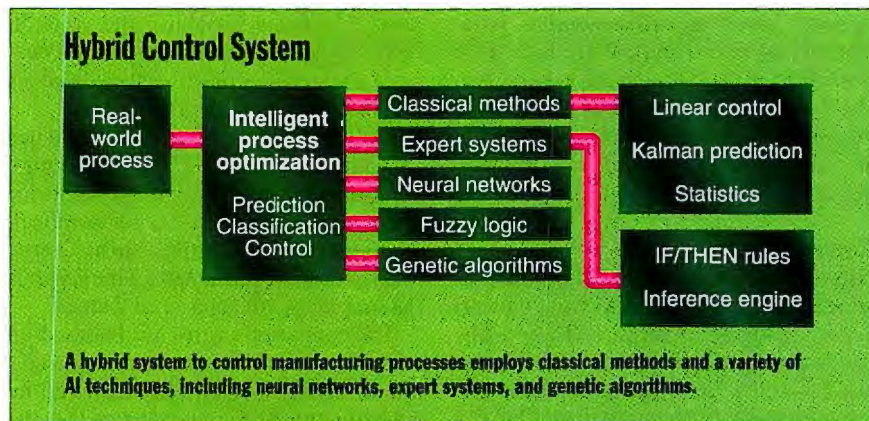 Hybrid Control System
Real-
world
process
Intelligent
process
optimization
Prediction
Classification
Control
Classical methods
Expert systems
Neural networks
Fuzzy logic
Genetic algorithms
Linear control
Kalman prediction
Statistics
IF/THEN rules
Inference engine
A hybrid system to control manufacturing processes employs classical methods and a variety of
AI techniques, including neural networks, expert systems, and genetic algorithms.